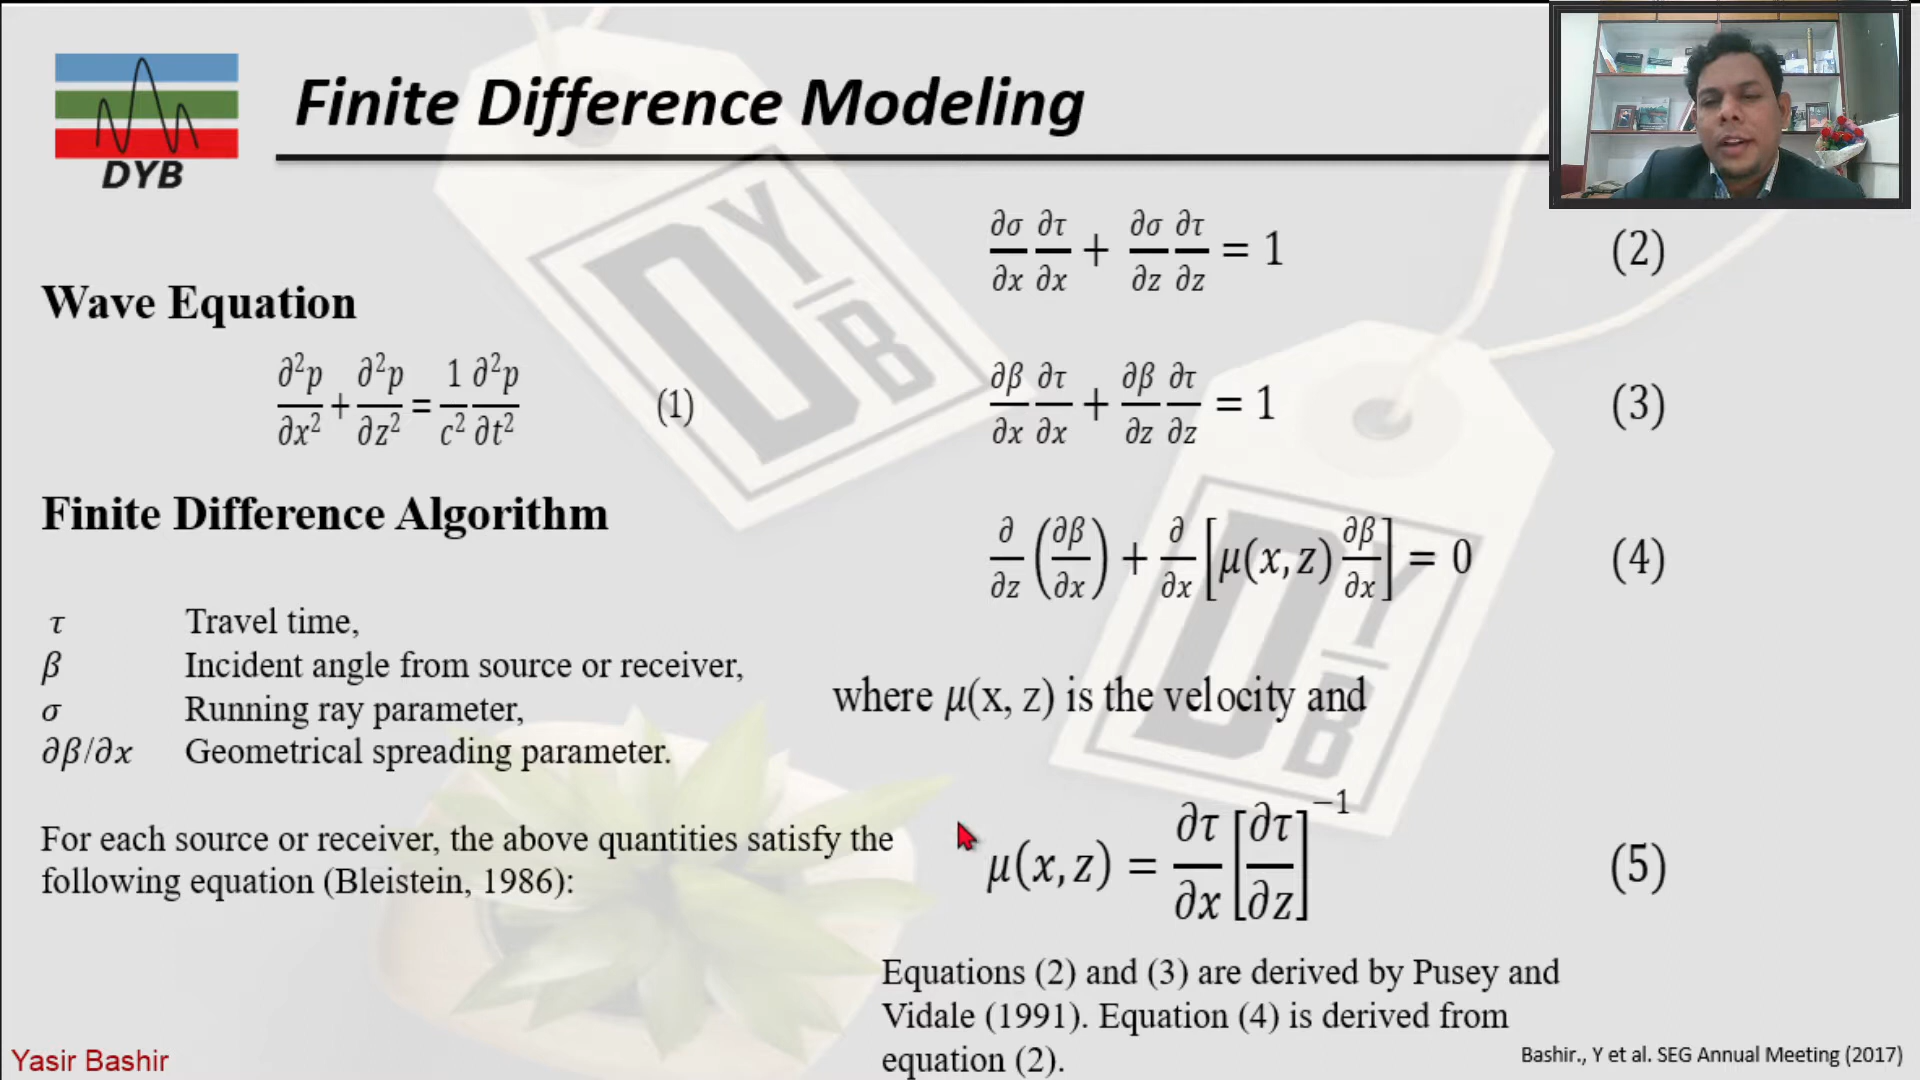 DYB
Finite Difference Modeling
Wave Equation
∂²p/∂x² + ∂²p/∂z² = 1/c² ∂²p/∂t² (1)
Finite Difference Algorithm
τ Travel time,
β Incident angle from source or receiver,
σ Running ray parameter,
∂β/∂x Geometrical spreading parameter.
For each source or receiver, the above quantities satisfy the
following equation (Bleistein, 1986):
∂σ/∂x ∂τ/∂x + ∂σ/∂z ∂τ/∂z = 1 (2)
∂β/∂x ∂τ/∂x + ∂β/∂z ∂τ/∂z = 1 (3)
∂/∂z (∂β/∂x) + ∂/∂x [μ(x,z) ∂β/∂x] = 0 (4)
where μ(x, z) is the velocity and
μ(x,z) = ∂τ/∂x [∂τ/∂z]⁻¹ (5)
Equations (2) and (3) are derived by Pusey and
Vidale (1991). Equation (4) is derived from
equation (2).
Yasir Bashir
Bashir., Y et al. SEG Annual Meeting (2017)
DYB
DYB